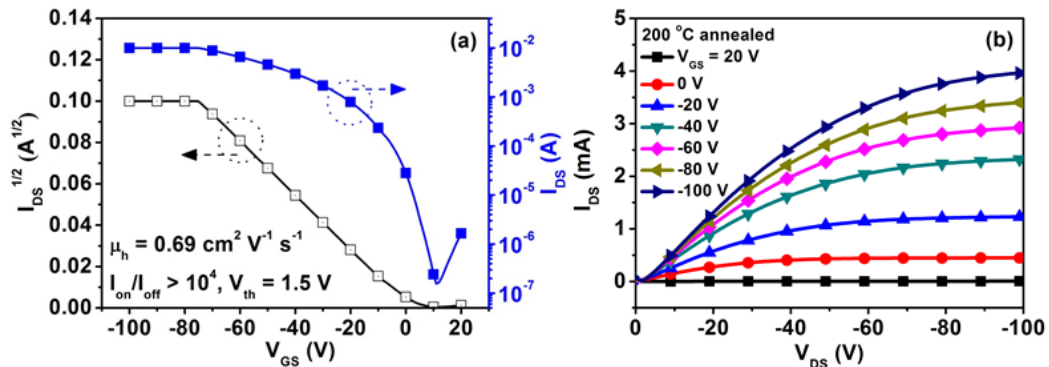 (a)
0.14
0.12
0.10
0.08
0.06
0.04
0.02
0.00
I_DS^1/2 (A^1/2)
10^-2
10^-3
10^-4
10^-5
10^-6
10^-7
I_DS (A)
μ_h = 0.69 cm^2 V^-1 s^-1
I_on/I_off > 10^4, V_th = 1.5 V
-100 -80 -60 -40 -20 0 20
V_GS (V)
(b)
5
4
3
2
1
0
I_DS (mA)
200 °C annealed
V_GS = 20 V
0 V
-20 V
-40 V
-60 V
-80 V
-100 V
0 -20 -40 -60 -80 -100
V_DS (V)